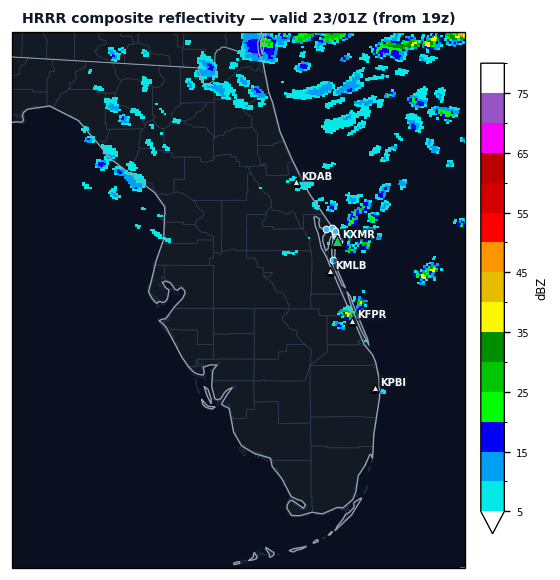 HRRR composite reflectivity — valid 23/01Z (from 19z)
KDAB
KXMR
KMLB
KFPR
KPBI
75
65
55
45
35
25
15
5
dBZ